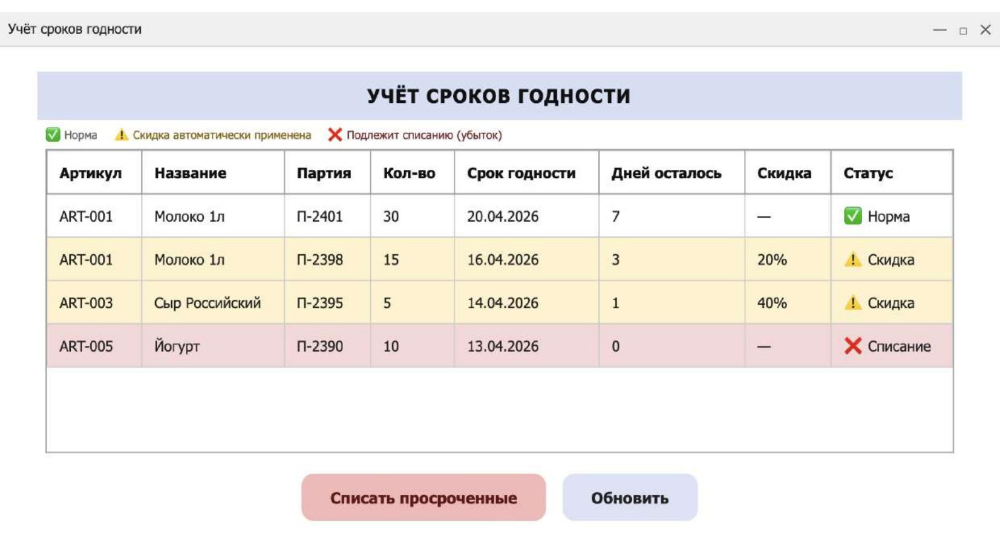 Учёт сроков годности
УЧЁТ СРОКОВ ГОДНОСТИ
✅ Норма ⚠️ Скидка автоматически применена ❌ Подлежит списанию (убыток)
Артикул Название Партия Кол-во Срок годности Дней осталось Скидка Статус
ART-001 Молоко 1л П-2401 30 20.04.2026 7 — ✅ Норма
ART-001 Молоко 1л П-2398 15 16.04.2026 3 20% ⚠️ Скидка
ART-003 Сыр Российский П-2395 5 14.04.2026 1 40% ⚠️ Скидка
ART-005 Йогурт П-2390 10 13.04.2026 0 — ❌ Списание
Списать просроченные Обновить